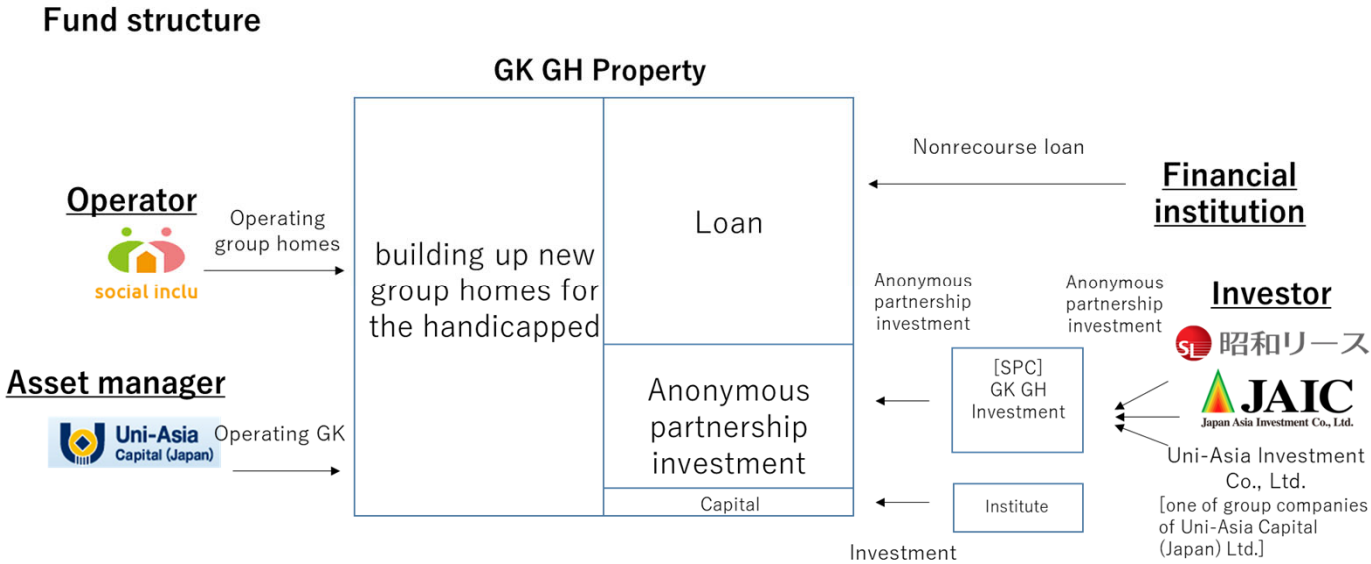 Fund structure
GK GH Property
Operator
social inclu
Operating
group homes
Asset manager
Uni-Asia
Capital (Japan)
Operating GK
building up new
group homes for
the handicapped
Loan
Anonymous
partnership
investment
Capital
Nonrecourse loan
Financial
institution
Anonymous
partnership
investment
Anonymous
partnership
investment
[SPC]
GK GH
Investment
Institute
Investment
Investor
SL 昭和リース
JAIC
Japan Asia Investment Co., Ltd.
Uni-Asia Investment
Co., Ltd.
[one of group companies
of Uni-Asia Capital
(Japan) Ltd.]